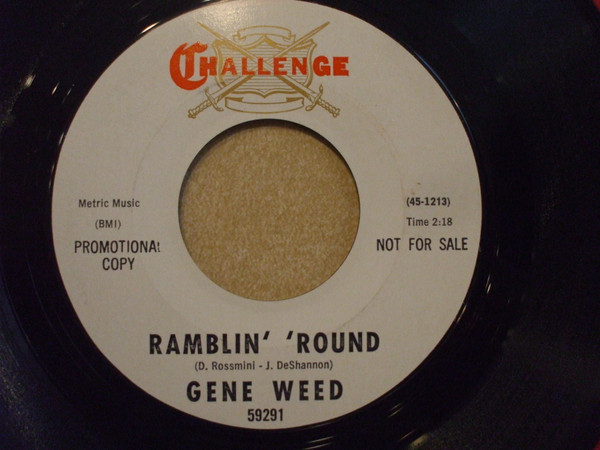 CHALLENGE
Metric Music
(BMI)
PROMOTIONAL
COPY
(45-1213)
Time 2:18
NOT FOR SALE
RAMBLIN' 'ROUND
(D. Rossmini - J. DeShannon)
GENE WEED
59291